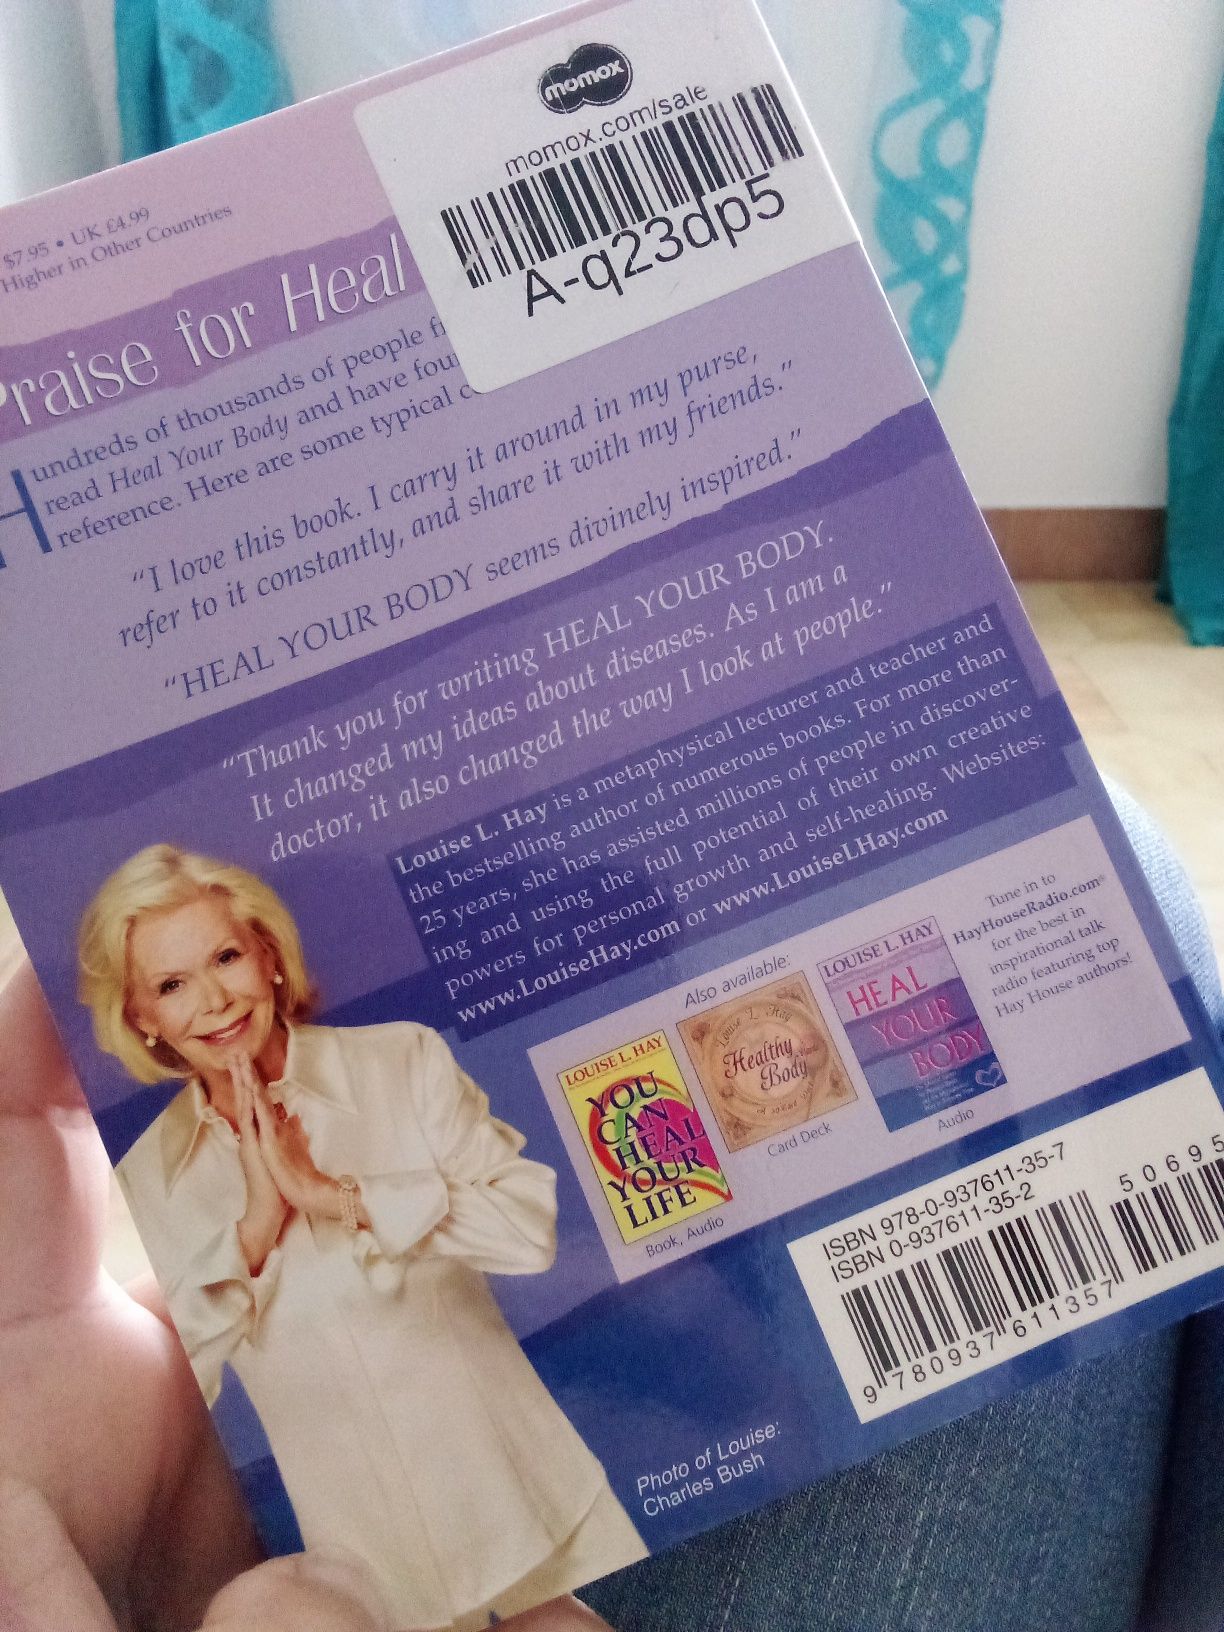 momox
momox.com/sale
A-q23dp5
$7.95 • UK £4.99
Higher in Other Countries
Praise for Heal
Hundreds of thousands of people
read Heal Your Body and have
reference. Here are some typical
“I love this book. I carry it around in my purse,
refer to it constantly, and share it with my friends.”
“HEAL YOUR BODY seems divinely inspired.”
“Thank you for writing HEAL YOUR BODY.
It changed my ideas about diseases. As I am a
doctor, it also changed the way I look at people.”
Louise L. Hay is a metaphysical lecturer and teacher and
the bestselling author of numerous books. For more than
25 years, she has assisted millions of people in discover-
ing and using the full potential of their own creative
powers for personal growth and self-healing. Websites:
www.LouiseHay.com or www.LouiseLHay.com
Also available:
LOUISE L. HAY
YOU
CAN
HEAL
YOUR
LIFE
Book, Audio
Louise L. Hay
Healthy
Body
Card Deck
LOUISE L. HAY
HEAL
YOUR
BODY
Audio
Tune in to
HayHouseRadio.com®
for the best in
inspirational talk
radio featuring top
Hay House authors!
ISBN 978-0-937611-35-7
ISBN 0-937611-35-2
50695
9 780937 611357
Photo of Louise:
Charles Bush